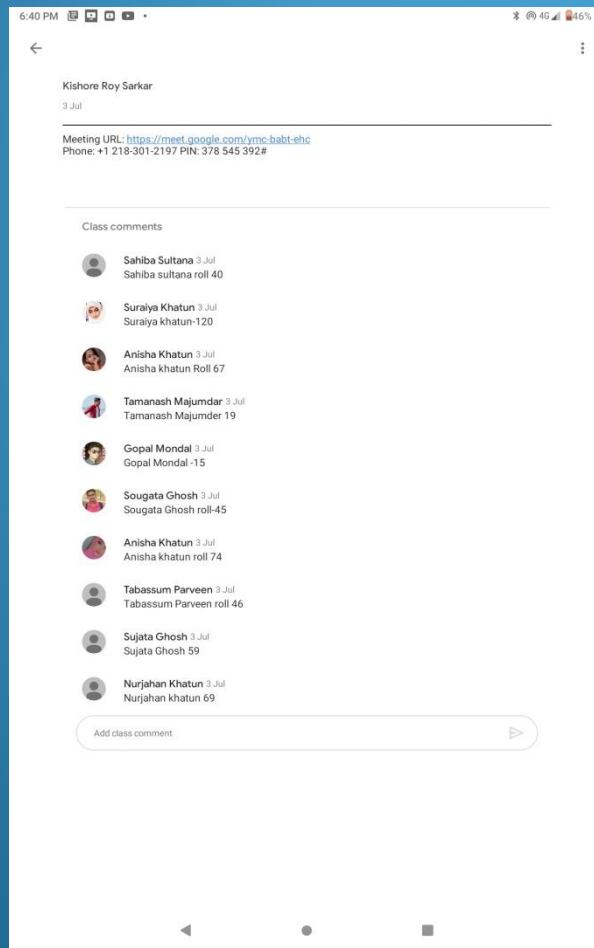 6:40 PM
4G 46%
Kishore Roy Sarkar
3 Jul
Meeting URL: https://meet.google.com/ymc-babt-ehc
Phone: +1 218-301-2197 PIN: 378 545 392#
Class comments
Sahiba Sultana 3 Jul
Sahiba sultana roll 40
Suraiya Khatun 3 Jul
Suraiya khatun-120
Anisha Khatun 3 Jul
Anisha khatun Roll 67
Tamanash Majumdar 3 Jul
Tamanash Majumder 19
Gopal Mondal 3 Jul
Gopal Mondal -15
Sougata Ghosh 3 Jul
Sougata Ghosh roll-45
Anisha Khatun 3 Jul
Anisha khatun roll 74
Tabassum Parveen 3 Jul
Tabassum Parveen roll 46
Sujata Ghosh 3 Jul
Sujata Ghosh 59
Nurjahan Khatun 3 Jul
Nurjahan khatun 69
Add class comment